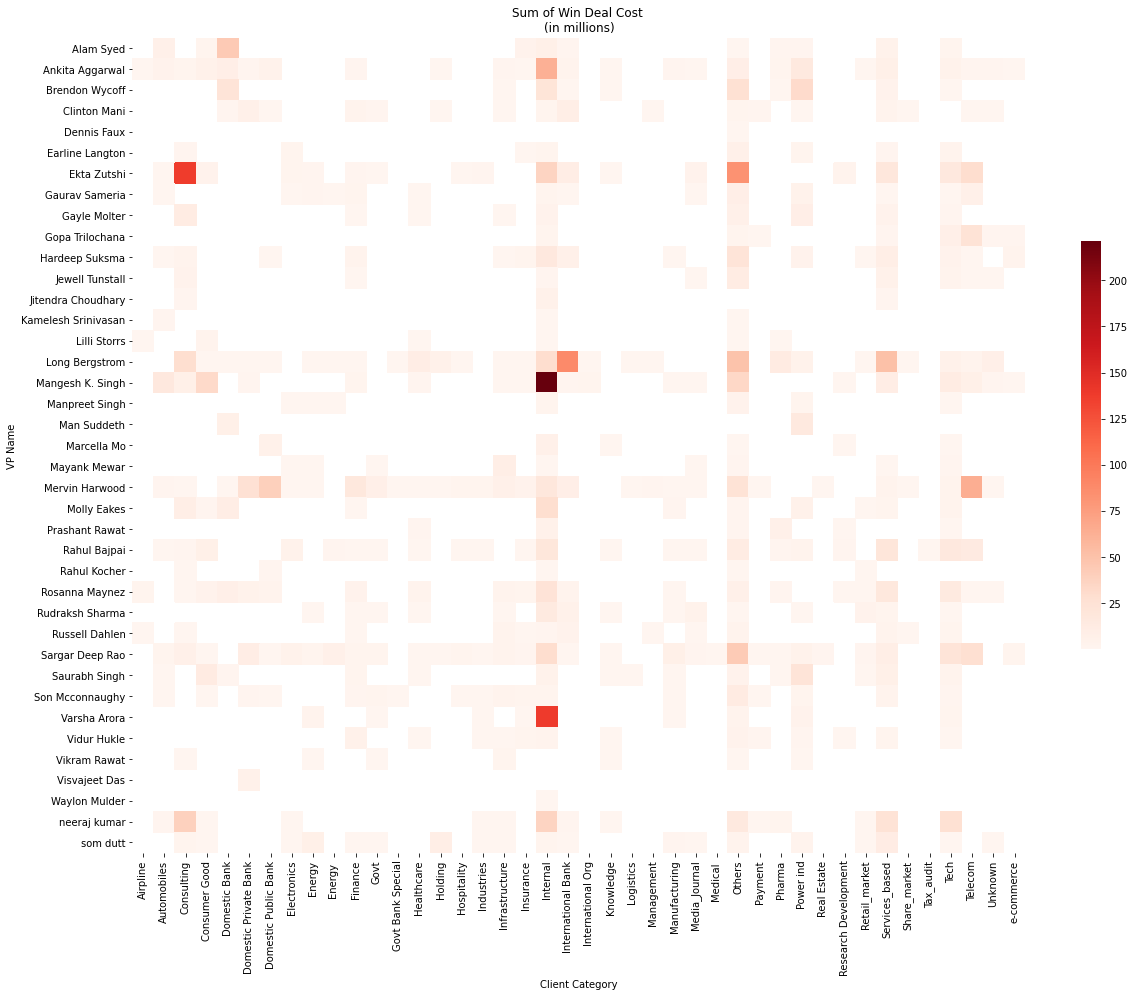 Sum of Win Deal Cost
(in millions)
VP Name
Alam Syed
Ankita Aggarwal
Brendon Wycoff
Clinton Mani
Dennis Faux
Earline Langton
Ekta Zutshi
Gaurav Sameria
Gayle Molter
Gopa Trilochana
Hardeep Suksma
Jewell Tunstall
Jitendra Choudhary
Kamelesh Srinivasan
Lilli Storrs
Long Bergstrom
Mangesh K. Singh
Manpreet Singh
Man Suddeth
Marcella Mo
Mayank Mewar
Mervin Harwood
Molly Eakes
Prashant Rawat
Rahul Bajpai
Rahul Kocher
Rosanna Maynez
Rudraksh Sharma
Russell Dahlen
Sargar Deep Rao
Saurabh Singh
Son Mcconnaughy
Varsha Arora
Vidur Hukle
Vikram Rawat
Visvajeet Das
Waylon Mulder
neeraj kumar
som dutt
Airpline
Automobiles
Consulting
Consumer Good
Domestic Bank
Domestic Private Bank
Domestic Public Bank
Electronics
Energy
Energy
Finance
Govt
Govt Bank Special
Healthcare
Holding
Hospitality
Industries
Infrastructure
Insurance
Internal
International Bank
International Org
Knowledge
Logistics
Management
Manufacturing
Media_Journal
Medical
Others
Payment
Pharma
Power ind
Real Estate
Research Development
Retail_market
Services_based
Share_market
Tax_audit
Tech
Telecom
Unknown
e-commerce
Client Category
200
175
150
125
100
75
50
25